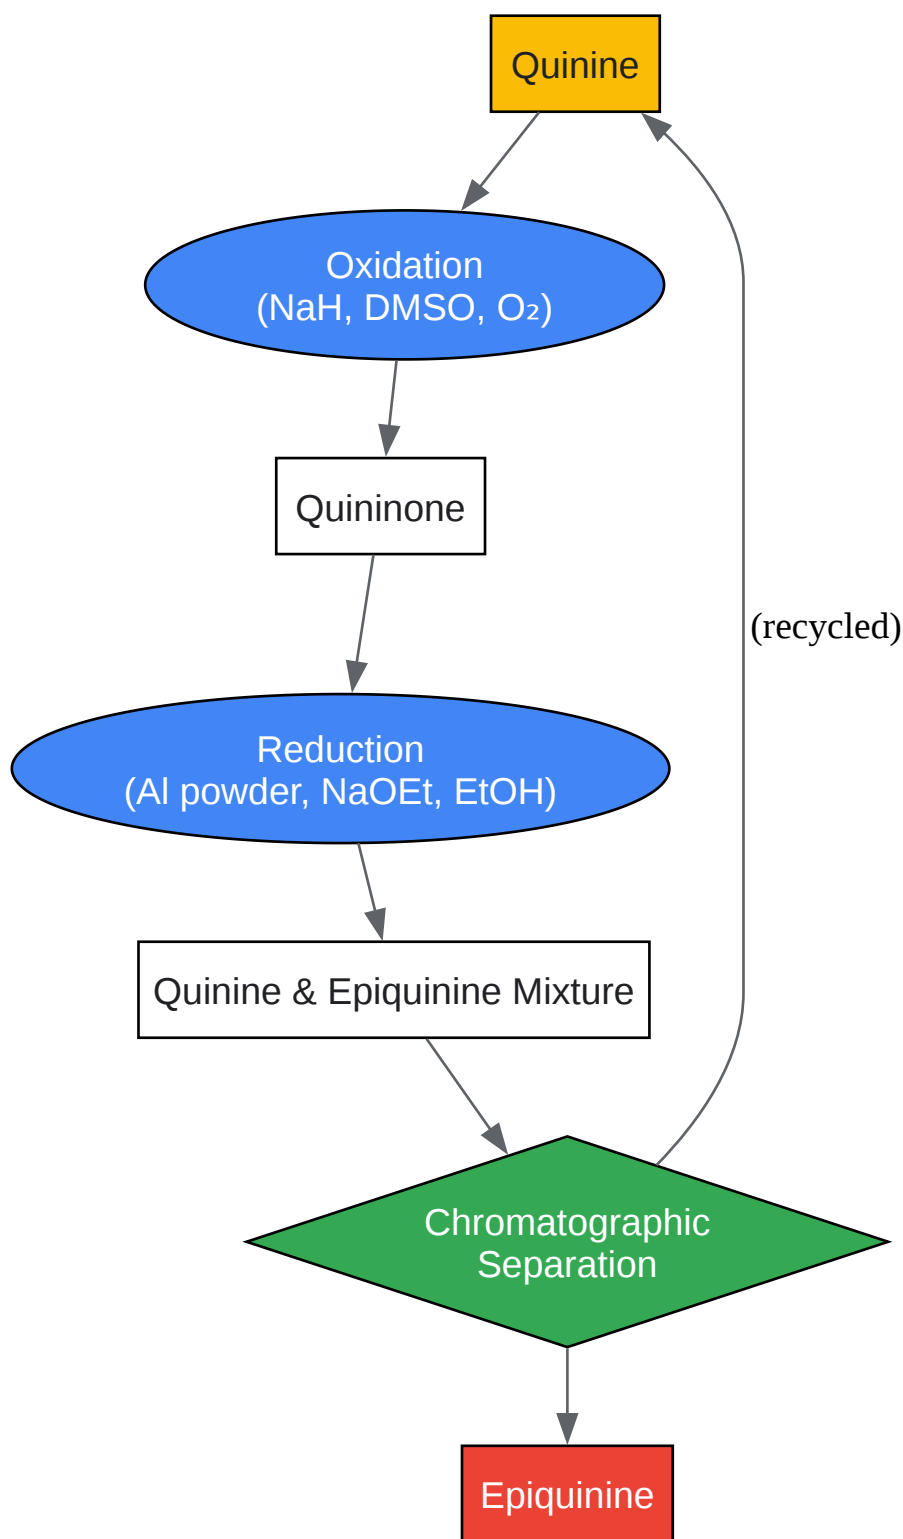 Quinine
Oxidation
(NaH, DMSO, O₂)
Quininone
(recycled)
Reduction
(Al powder, NaOEt, EtOH)
Quinine & Epiquinine Mixture
Chromatographic
Separation
Epiquinine